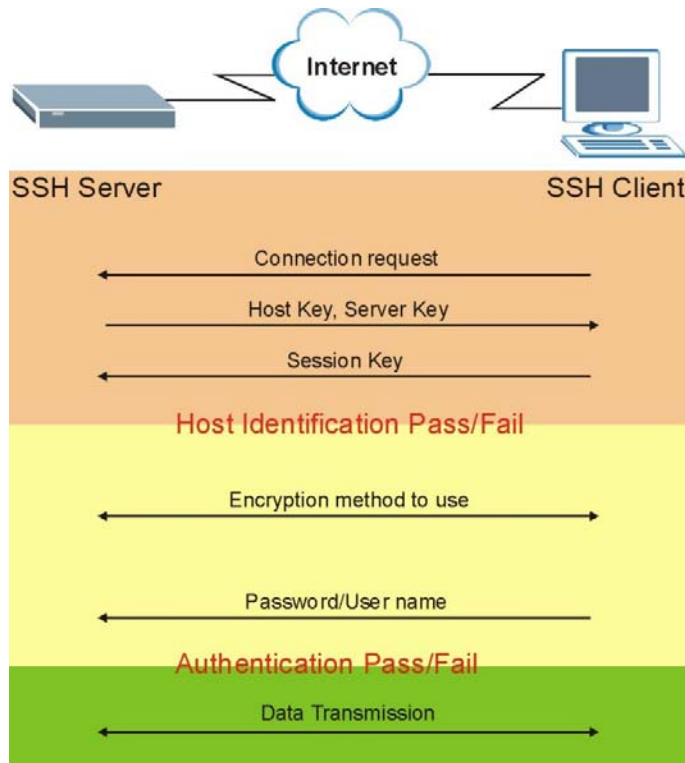 Internet
SSH Server
SSH Client
Connection request
Host Key, Server Key
Session Key
Host Identification Pass/Fail
Encryption method to use
Password/User name
Authentication Pass/Fail
Data Transmission